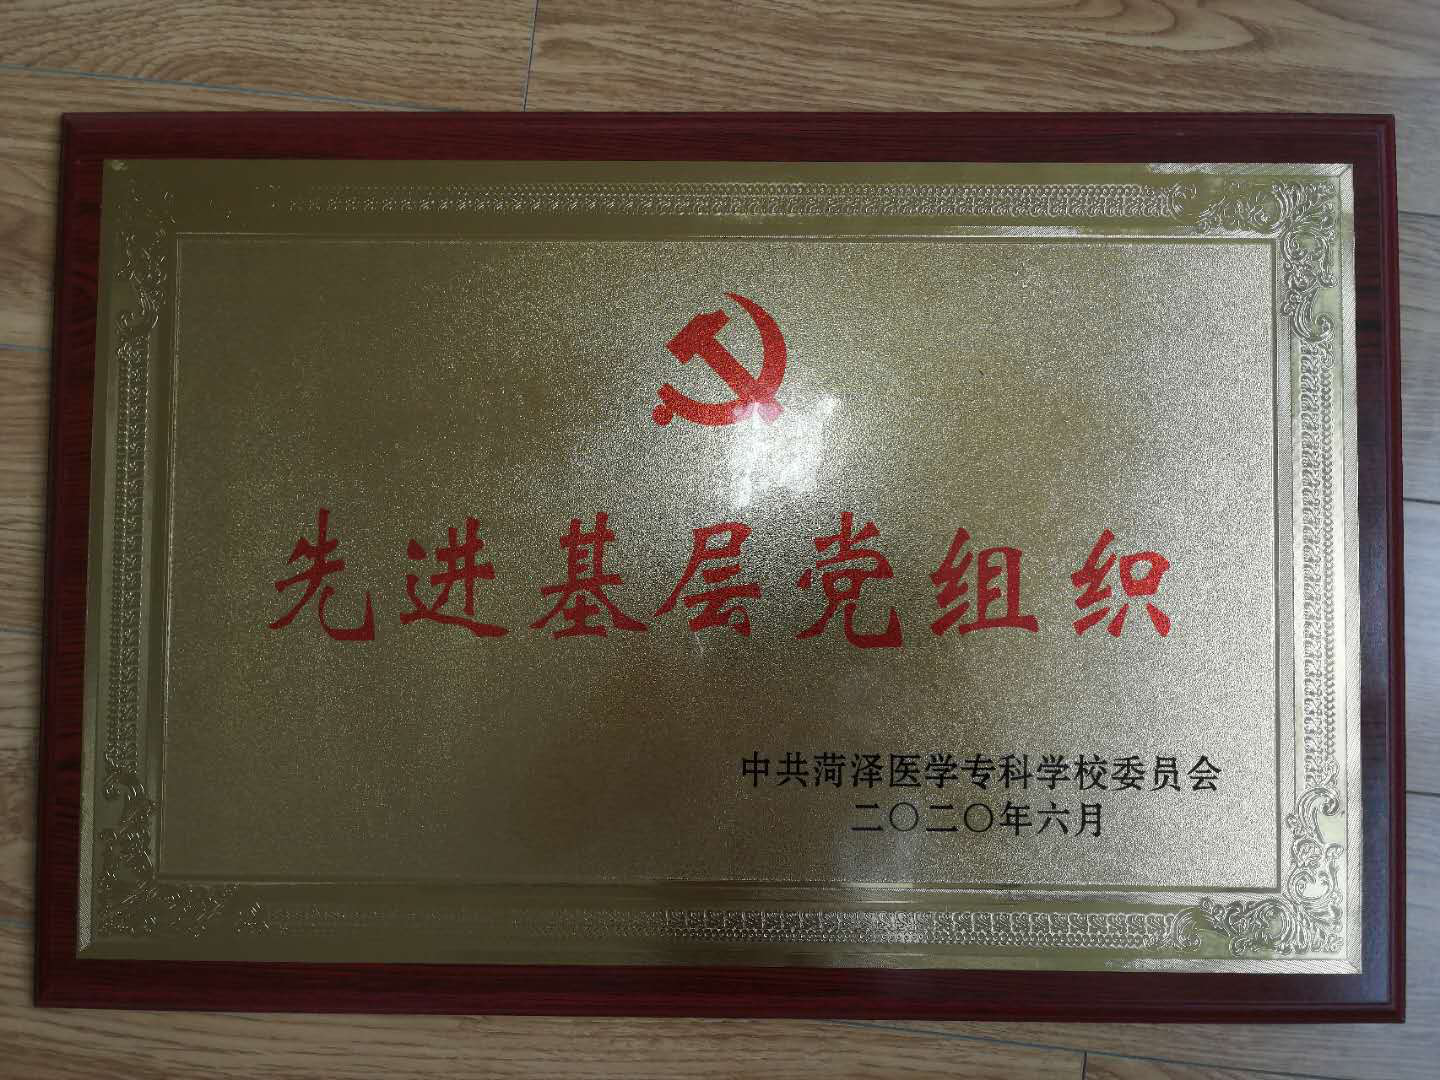 先进基层党组织
中共菏泽医学专科学校委员会
二〇二〇年六月